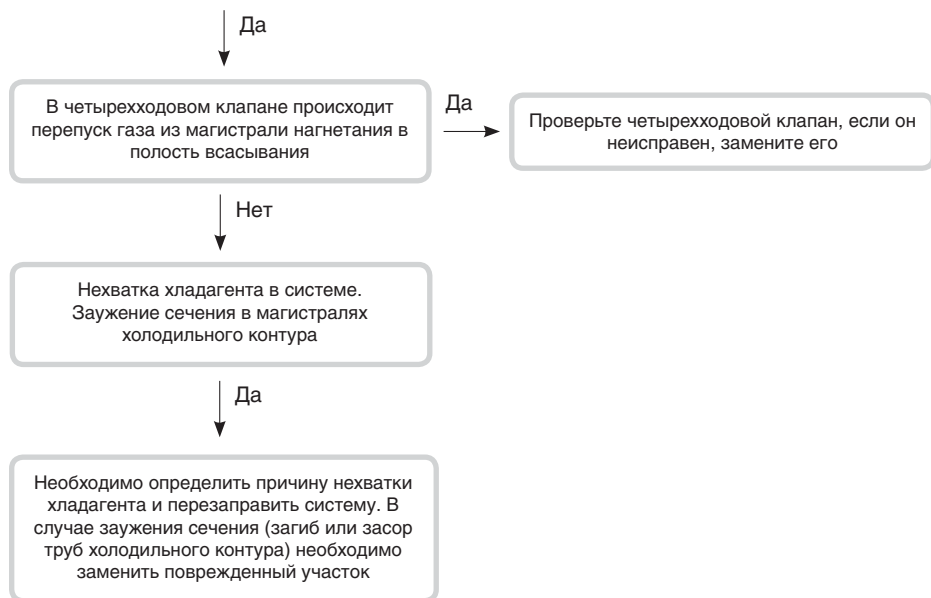 Да
В четырехходовом клапане происходит
перепуск газа из магистрали нагнетания в
полость всасывания
Да
Проверьте четырехходовой клапан, если он
неисправен, замените его
Нет
Нехватка хладагента в системе.
Заужение сечения в магистралях
холодильного контура
Да
Необходимо определить причину нехватки
хладагента и перезаправить систему. В
случае заужения сечения (загиб или засор
труб холодильного контура) необходимо
заменить поврежденный участок